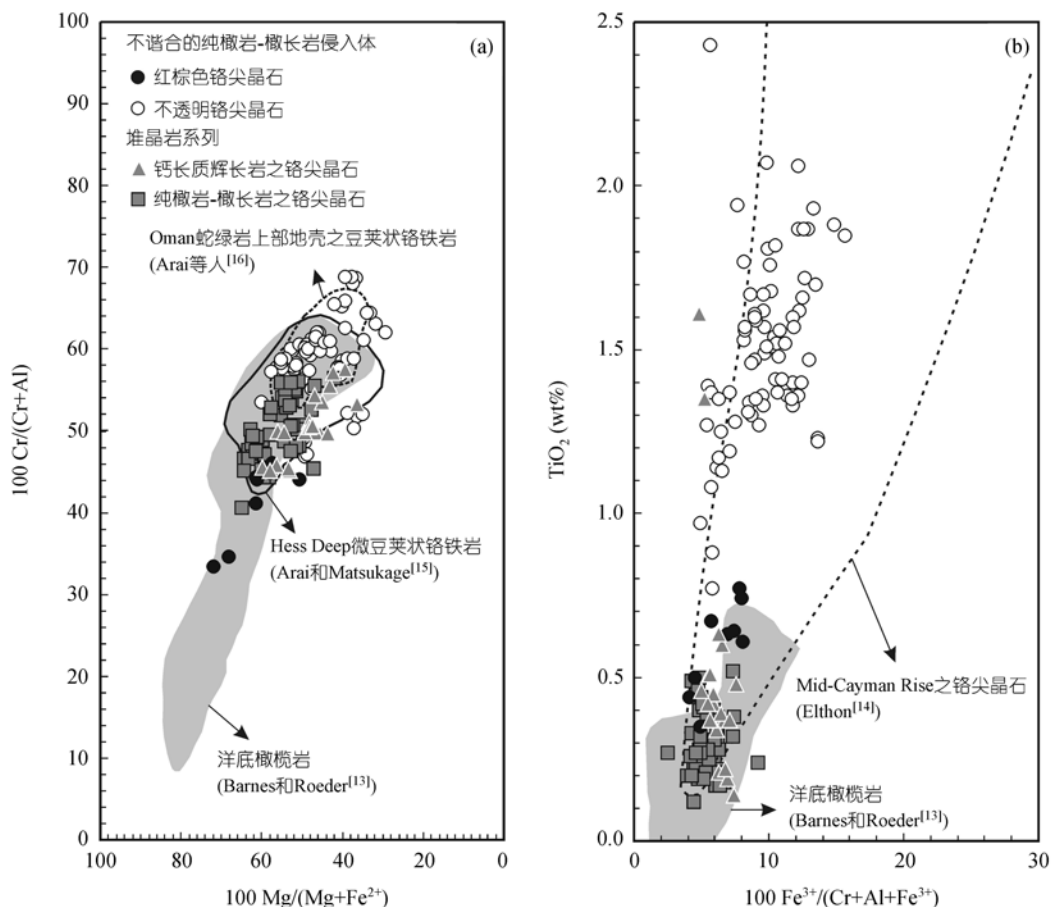 100
90
80
70
60
50
40
30
20
10
0
100 Cr/(Cr+Al)
(a)
不谐合的纯橄岩-橄长岩侵入体
红棕色铬尖晶石
不透明铬尖晶石
堆晶岩系列
钙长质辉长岩之铬尖晶石
纯橄岩-橄长岩之铬尖晶石
Oman蛇绿岩上部地壳之豆荚状铬铁岩
(Arai等人[16])
Hess Deep微豆荚状铬铁岩
(Arai和Matsukage[15])
洋底橄榄岩
(Barnes和Roeder[13])
100 80 60 40 20 0
100 Mg/(Mg+Fe²⁺)
2.5
2.0
1.5
1.0
0.5
0.0
TiO₂ (wt%)
(b)
Mid-Cayman Rise之铬尖晶石
(Elthon[14])
洋底橄榄岩
(Barnes和Roeder[13])
0 10 20 30
100 Fe³⁺/(Cr+Al+Fe³⁺)